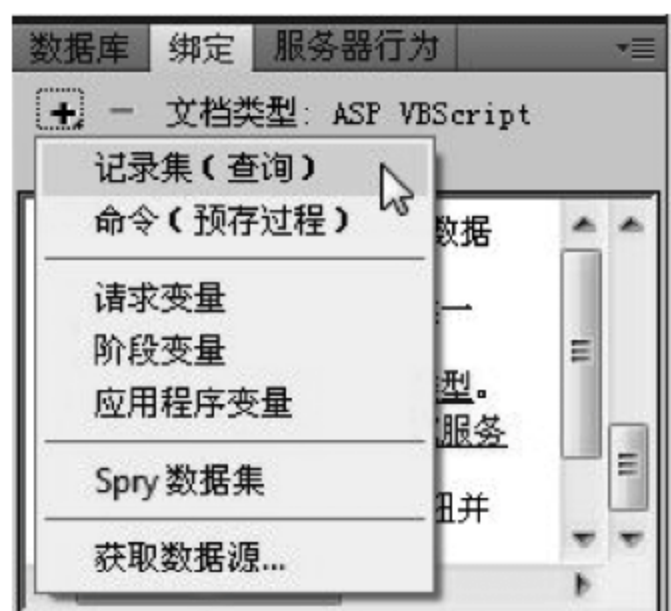 数据库 绑定 服务器行为
+ - 文档类型: ASP VBScript
记录集(查询)
命令(预存过程)
数据
请求变量
一
阶段变量
型。
应用程序变量
服务
Spry 数据集
钮并
获取数据源...